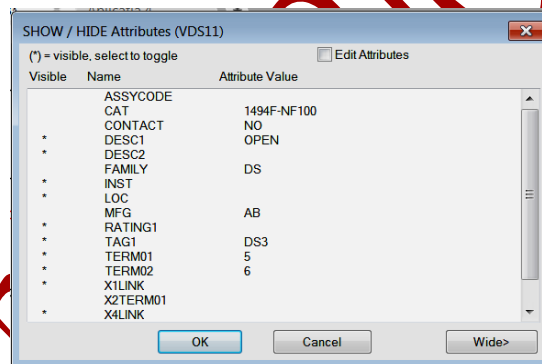 SHOW / HIDE Attributes (VDS11)
(*) = visible, select to toggle Edit Attributes
Visible Name Attribute Value
ASSYCODE
CAT 1494F-NF100
CONTACT NO
* DESC1 OPEN
* DESC2
FAMILY DS
* INST
* LOC
MFG AB
* RATING1
* TAG1 DS3
* TERM01 5
* TERM02 6
* X1LINK
X2TERM01
* X4LINK
OK Cancel Wide>